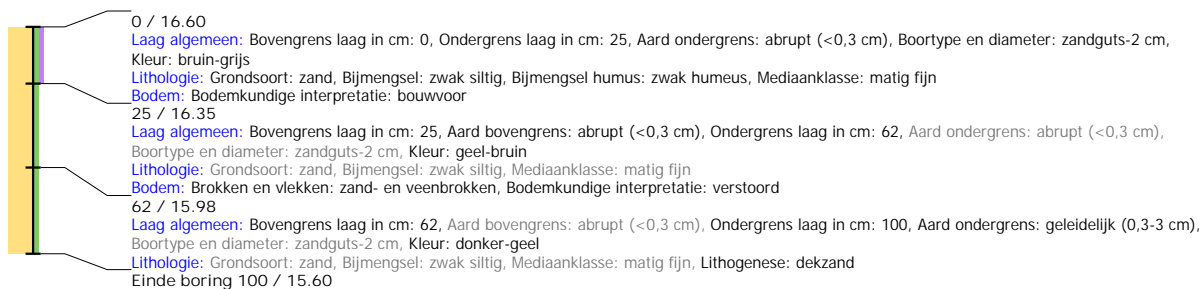 0 / 16.60
Laag algemeen: Bovengrens laag in cm: 0, Ondergrens laag in cm: 25, Aard ondergrens: abrupt (<0,3 cm), Boortype en diameter: zandguts-2 cm,
Kleur: bruin-grijs
Lithologie: Grondsoort: zand, Bijmengsel: zwak siltig, Bijmengsel humus: zwak humeus, Mediaanklasse: matig fijn
Bodem: Bodemkundige interpretatie: bouwvoor
25 / 16.35
Laag algemeen: Bovengrens laag in cm: 25, Aard bovengrens: abrupt (<0,3 cm), Ondergrens laag in cm: 62, Aard ondergrens: abrupt (<0,3 cm),
Boortype en diameter: zandguts-2 cm, Kleur: geel-bruin
Lithologie: Grondsoort: zand, Bijmengsel: zwak siltig, Mediaanklasse: matig fijn
Bodem: Brokken en vlekken: zand- en veenbrokken, Bodemkundige interpretatie: verstoord
62 / 15.98
Laag algemeen: Bovengrens laag in cm: 62, Aard bovengrens: abrupt (<0,3 cm), Ondergrens laag in cm: 100, Aard ondergrens: geleidelijk (0,3-3 cm),
Boortype en diameter: zandguts-2 cm, Kleur: donker-geel
Lithologie: Grondsoort: zand, Bijmengsel: zwak siltig, Mediaanklasse: matig fijn, Lithogenese: dekzand
Einde boring 100 / 15.60